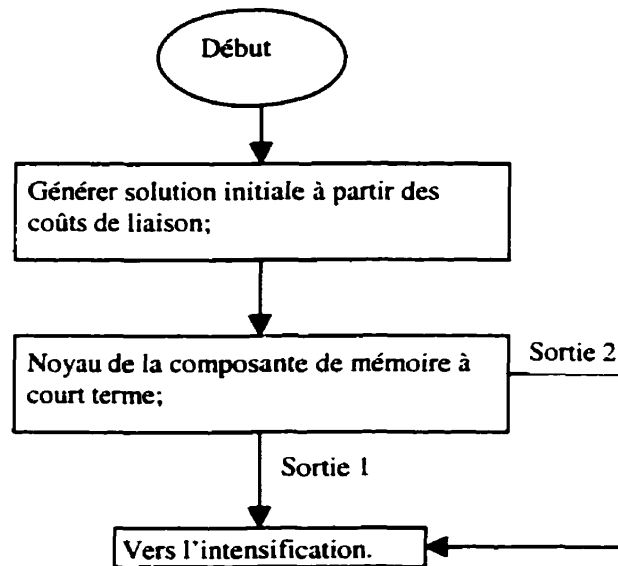 Début
Générer solution initiale à partir des
coûts de liaison;
Noyau de la composante de mémoire à
court terme;
Sortie 2
Sortie 1
Vers l'intensification.